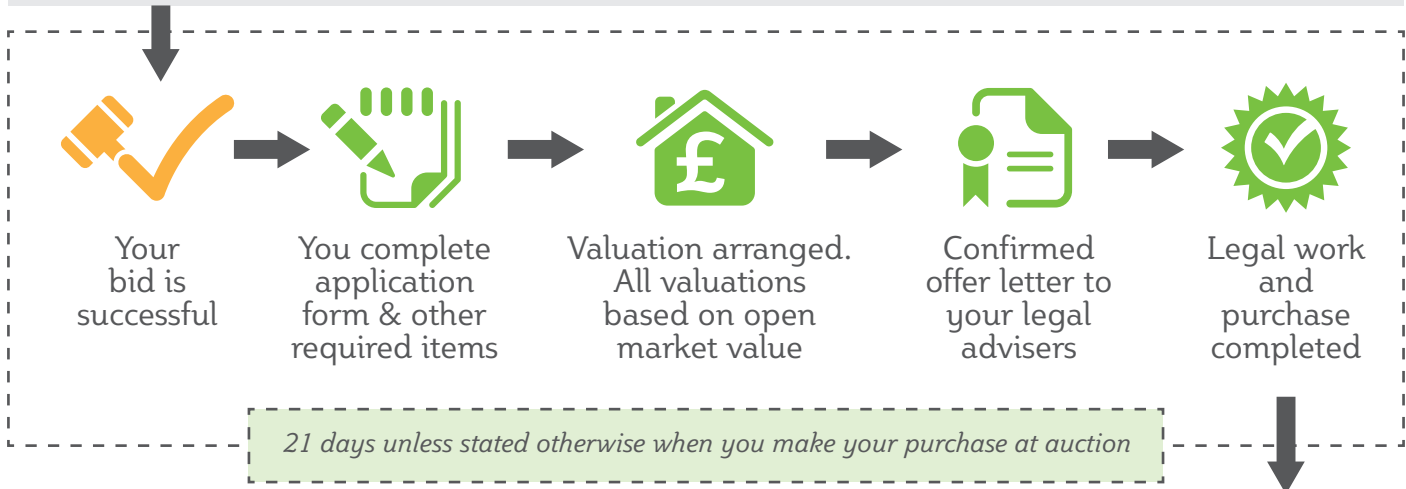 £
Your
bid is
successful
You complete
application
form & other
required items
Valuation arranged.
All valuations
based on open
market value
Confirmed
offer letter to
your legal
advisers
Legal work
and
purchase
completed
21 days unless stated otherwise when you make your purchase at auction